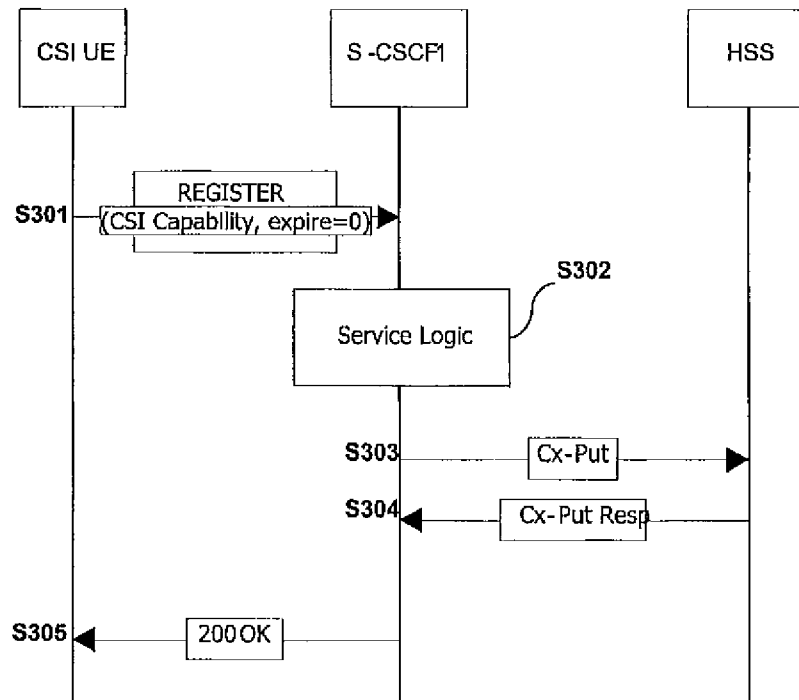 CSI UE
S-CSCF1
HSS
REGISTER
S301
(CSI Capability, expire=0)
S302
Service Logic
S303
Cx-Put
S304
Cx-Put Resp
S305
200 OK